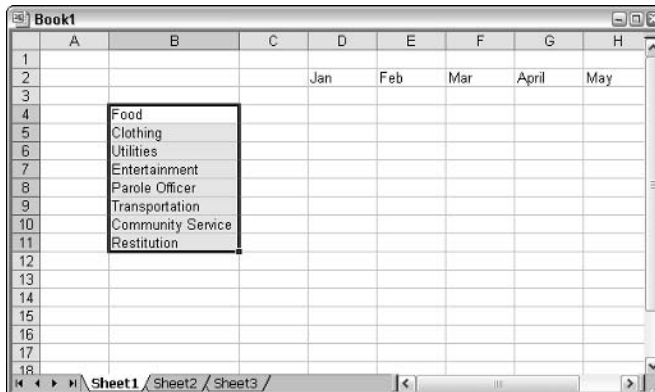 Book1
A B C D E F G H
1
2 Jan Feb Mar April May
3
4 Food
5 Clothing
6 Utilities
7 Entertainment
8 Parole Officer
9 Transportation
10 Community Service
11 Restitution
12
13
14
15
16
17
18
Sheet1 Sheet2 Sheet3